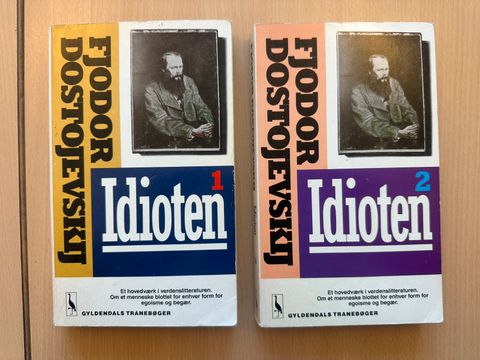 FJODOR
DOSTOJEVSKIJ
1
Idioten
Et hovedværk i verdenslitteraturen.
Om et menneske blottet for enhver form for
egoisme og begær.
GYLDENDALS TRANEBØGER
FJODOR
DOSTOJEVSKIJ
2
Idioten
Et hovedværk i verdenslitteraturen.
Om et menneske blottet for enhver form for
egoisme og begær.
GYLDENDALS TRANEBØGER